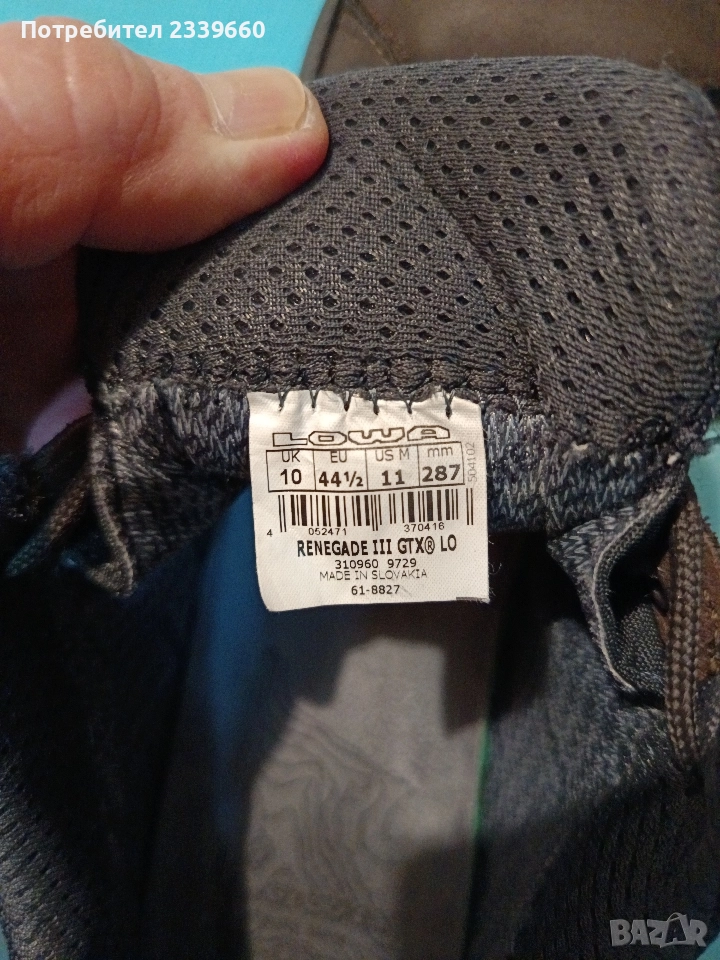 Потребител 2339660
LOWA
UK EU US M mm
10 44½ 11 287
504102
4 052471 370416
RENEGADE III GTX® LO
310960 9729
MADE IN SLOVAKIA
61-8827
BAZAR